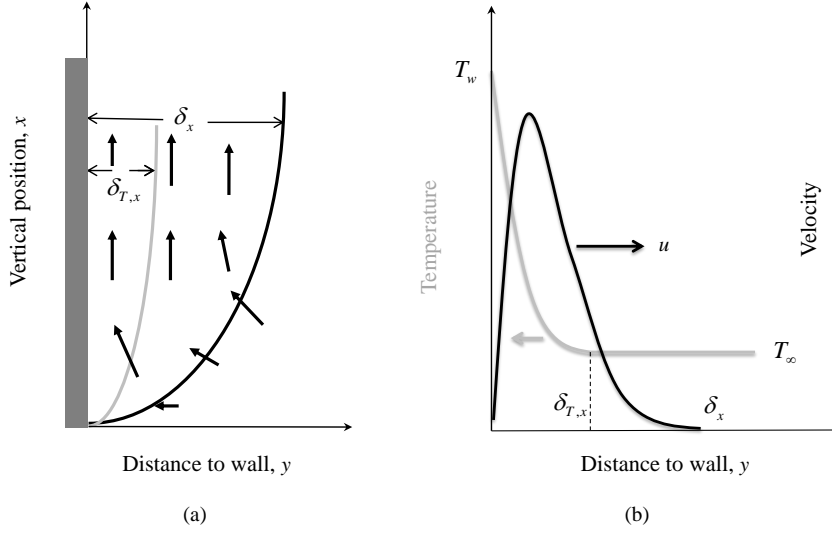 Vertical position, x
δx
δT,x
Distance to wall, y
(a)
Temperature
Tw
u
Velocity
T∞
δT,x
δx
Distance to wall, y
(b)